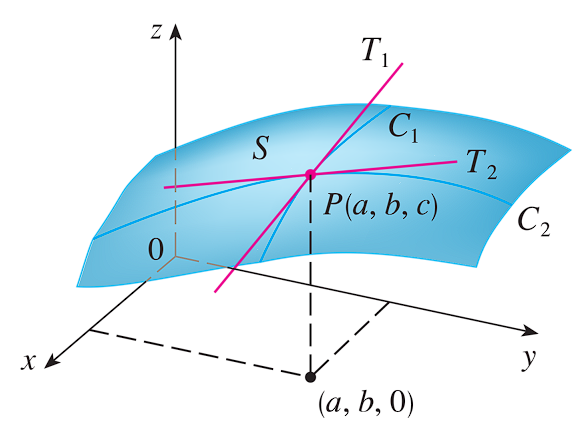 z
T₁
C₁
S
T₂
P(a, b, c)
C₂
0
x
y
(a, b, 0)